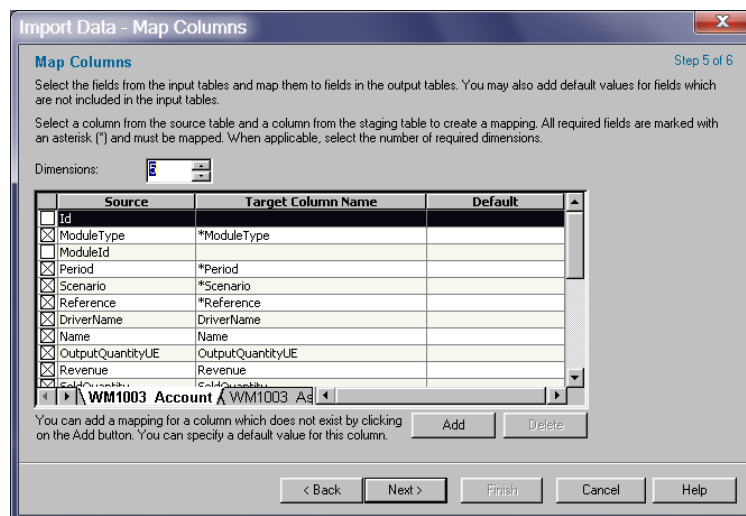 Import Data - Map Columns
Map Columns
Step 5 of 6
Select the fields from the input tables and map them to fields in the output tables. You may also add default values for fields which
are not included in the input tables.
Select a column from the source table and a column from the staging table to create a mapping. All required fields are marked with
an asterisk (*) and must be mapped. When applicable, select the number of required dimensions.
Dimensions: 5
Source Target Column Name Default
Id
ModuleType *ModuleType
ModuleId
Period *Period
Scenario *Scenario
Reference *Reference
DriverName DriverName
Name Name
OutputQuantityUE OutputQuantityUE
Revenue Revenue
SoldQuantity SoldQuantity
WM1003_Account WM1003_As
You can add a mapping for a column which does not exist by clicking
on the Add button. You can specify a default value for this column.
Add Delete
< Back Next > Finish Cancel Help